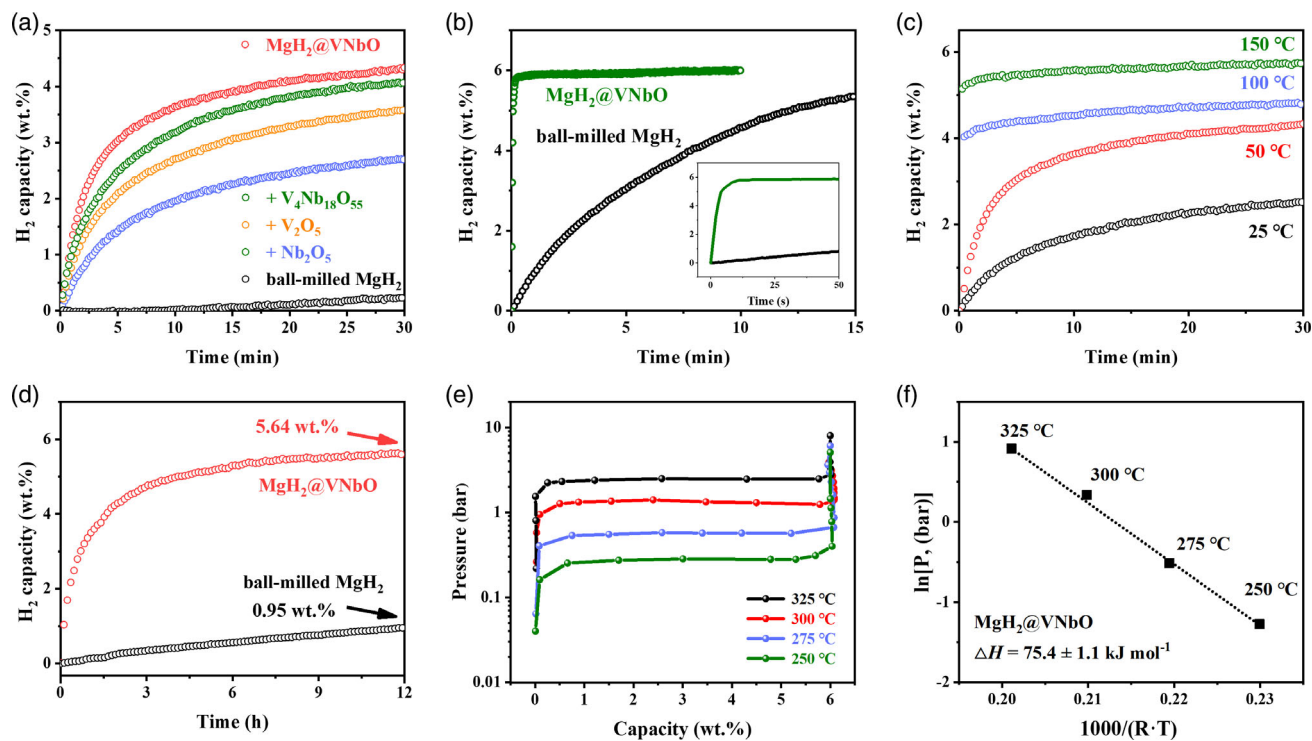 (a)
H₂ capacity (wt.%)
5
4
3
2
1
0
MgH₂@VNbO
+ V₄Nb₁₈O₅₅
+ V₂O₅
+ Nb₂O₅
ball-milled MgH₂
0 5 10 15 20 25 30
Time (min)
(b)
H₂ capacity (wt.%)
6
4
2
0
MgH₂@VNbO
ball-milled MgH₂
6
4
2
0
0 25 50
Time (s)
0 5 10 15
Time (min)
(c)
H₂ capacity (wt.%)
6
4
2
0
150 °C
100 °C
50 °C
25 °C
0 10 20 30
Time (min)
(d)
H₂ capacity (wt.%)
6
4
2
0
5.64 wt.%
MgH₂@VNbO
ball-milled MgH₂
0.95 wt.%
0 3 6 9 12
Time (h)
(e)
Pressure (bar)
10
1
0.1
0.01
325 °C
300 °C
275 °C
250 °C
0 1 2 3 4 5 6
Capacity (wt.%)
(f)
ln[P, (bar)]
1
0
-1
-2
325 °C
300 °C
275 °C
250 °C
MgH₂@VNbO
△H = 75.4 ± 1.1 kJ mol⁻¹
0.20 0.21 0.22 0.23
1000/(R·T)